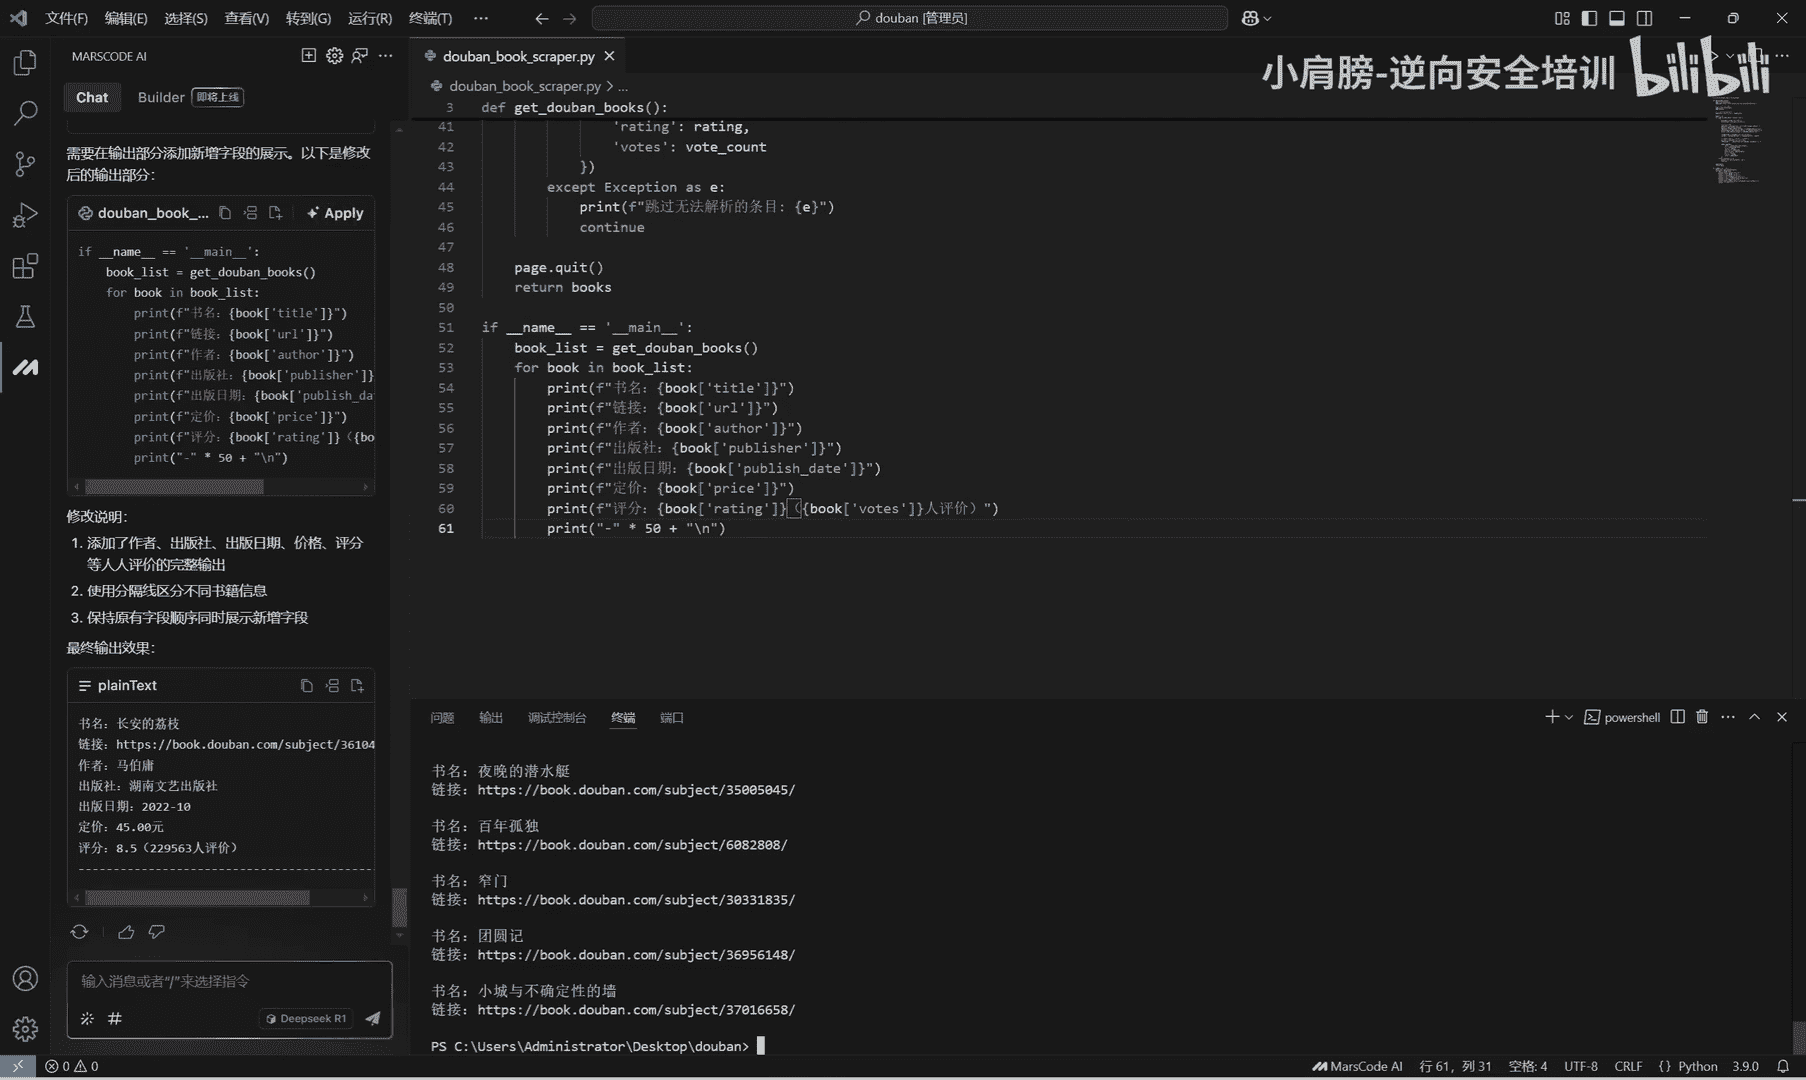 文件(F) 编辑(E) 选择(S) 查看(V) 转到(G) 运行(R) 终端(T) ··· douban [管理员]
MARSCODE AI
Chat Builder 即将上线
需要在输出部分添加新增字段的展示。以下是修改
后的输出部分：
douban_book_... Apply
if __name__ == '__main__':
book_list = get_douban_books()
for book in book_list:
print(f"书名：{book['title']}")
print(f"链接：{book['url']}")
print(f"作者：{book['author']}")
print(f"出版社：{book['publisher']}
print(f"出版日期：{book['publish_da
print(f"定价：{book['price']}")
print(f"评分：{book['rating']}（{bo
print("-" * 50 + "\n")
修改说明：
1. 添加了作者、出版社、出版日期、价格、评分
等人人评价的完整输出
2. 使用分隔线区分不同书籍信息
3. 保持原有字段顺序同时展示新增字段
最终输出效果：
plainText
书名：长安的荔枝
链接：https://book.douban.com/subject/36104
作者：马伯庸
出版社：湖南文艺出版社
出版日期：2022-10
定价：45.00元
评分：8.5（229563人评价）
----------------------------------------
输入消息或者“/”来选择指令
Deepseek R1
douban_book_scraper.py
douban_book_scraper.py > ...
小肩膀-逆向安全培训 bilibili
3 def get_douban_books():
41 'rating': rating,
42 'votes': vote_count
43 })
44 except Exception as e:
45 print(f"跳过无法解析的条目：{e}")
46 continue
47
48 page.quit()
49 return books
50
51 if __name__ == '__main__':
52 book_list = get_douban_books()
53 for book in book_list:
54 print(f"书名：{book['title']}")
55 print(f"链接：{book['url']}")
56 print(f"作者：{book['author']}")
57 print(f"出版社：{book['publisher']}")
58 print(f"出版日期：{book['publish_date']}")
59 print(f"定价：{book['price']}")
60 print(f"评分：{book['rating']}（{book['votes']}人评价）")
61 print("-" * 50 + "\n")
问题 输出 调试控制台 终端 端口 powershell
书名：夜晚的潜水艇
链接：https://book.douban.com/subject/35005045/
书名：百年孤独
链接：https://book.douban.com/subject/6082808/
书名：窄门
链接：https://book.douban.com/subject/30331835/
书名：团圆记
链接：https://book.douban.com/subject/36956148/
书名：小城与不确定性的墙
链接：https://book.douban.com/subject/37016658/
PS C:\Users\Administrator\Desktop\douban>
0 0 MarsCode AI 行 61，列 31 空格: 4 UTF-8 CRLF {} Python 3.9.0